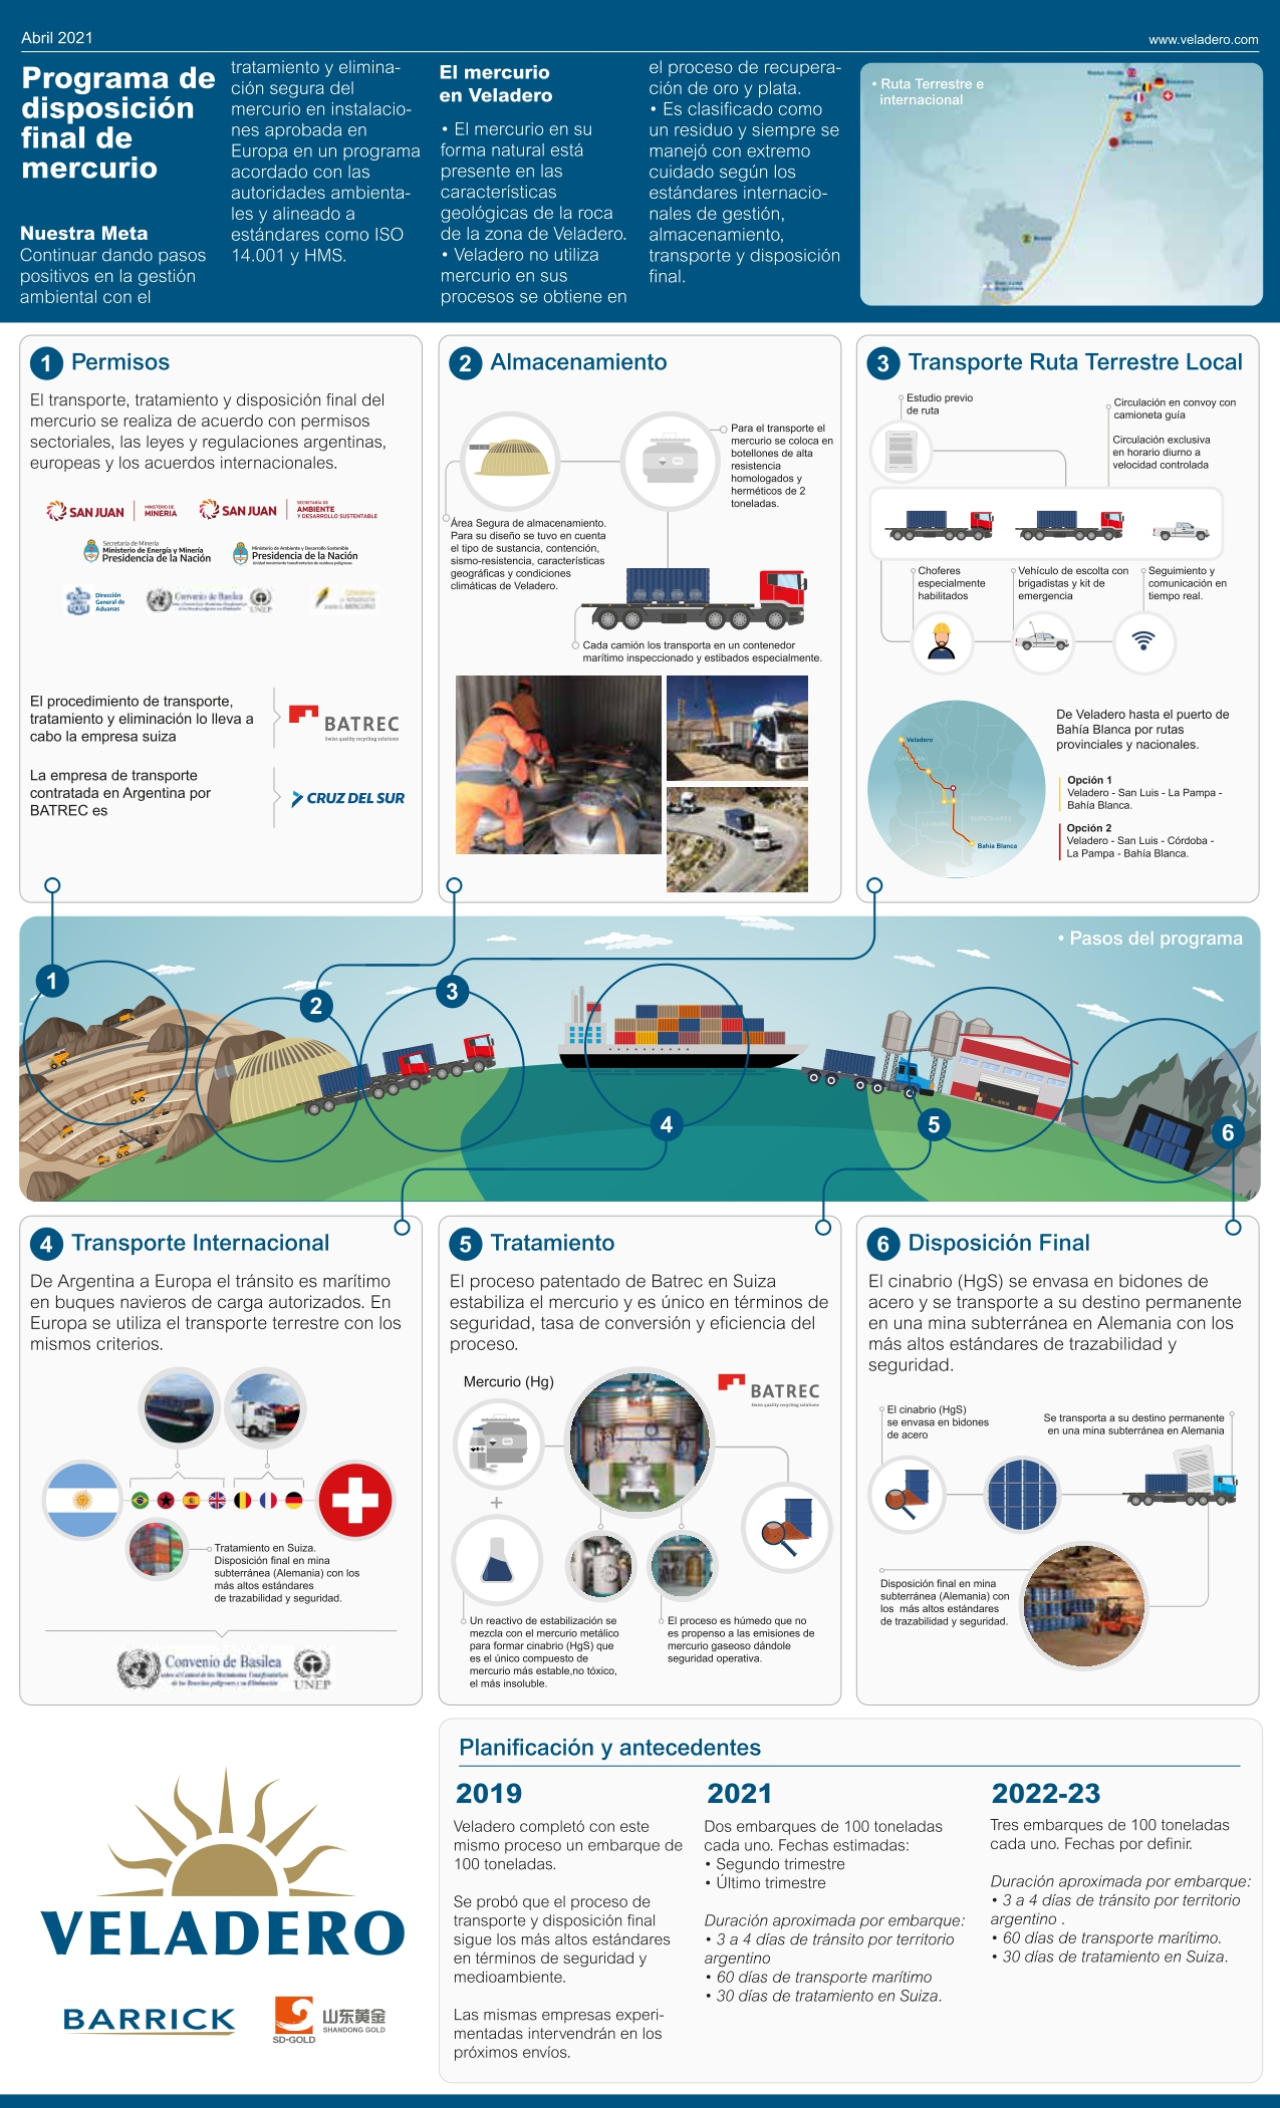 Abril 2021
www.veladero.com
Programa de
disposición
final de
mercurio
Nuestra Meta
Continuar dando pasos
positivos en la gestión
ambiental con el
tratamiento y elimina-
ción segura del
mercurio en instalacio-
nes aprobada en
Europa en un programa
acordado con las
autoridades ambienta-
les y alineado a
estándares como ISO
14.001 y HMS.
El mercurio
en Veladero
• El mercurio en su
forma natural está
presente en las
características
geológicas de la roca
de la zona de Veladero.
• Veladero no utiliza
mercurio en sus
procesos se obtiene en
el proceso de recupera-
ción de oro y plata.
• Es clasificado como
un residuo y siempre se
manejó con extremo
cuidado según los
estándares internacio-
nales de gestión,
almacenamiento,
transporte y disposición
final.
• Ruta Terrestre e
internacional
1 Permisos
El transporte, tratamiento y disposición final del
mercurio se realiza de acuerdo con permisos
sectoriales, las leyes y regulaciones argentinas,
europeas y los acuerdos internacionales.
SAN JUAN
MINISTERIO DE
MINERÍA
SAN JUAN
SECRETARÍA DE
AMBIENTE
Y DESARROLLO SUSTENTABLE
Secretaría de Minería
Ministerio de Energía y Minería
Presidencia de la Nación
Ministerio de Ambiente y Desarrollo Sustentable
Presidencia de la Nación
Dirección
General de
Aduanas
Convenio de Basilea
UNEP
El procedimiento de transporte,
tratamiento y eliminación lo lleva a
cabo la empresa suiza
BATREC
Swiss quality recycling solutions
La empresa de transporte
contratada en Argentina por
BATREC es
CRUZ DEL SUR
2 Almacenamiento
Para el transporte el
mercurio se coloca en
botellones de alta
resistencia
homologados y
herméticos de 2
toneladas.
Área Segura de almacenamiento.
Para su diseño se tuvo en cuenta
el tipo de sustancia, contención,
sismo-resistencia, características
geográficas y condiciones
climáticas de Veladero.
Cada camión los transporta en un contenedor
marítimo inspeccionado y estibados especialmente.
3 Transporte Ruta Terrestre Local
Estudio previo
de ruta
Circulación en convoy con
camioneta guía
Circulación exclusiva
en horario diurno a
velocidad controlada
Choferes
especialmente
habilitados
Vehículo de escolta con
brigadistas y kit de
emergencia
Seguimiento y
comunicación en
tiempo real.
Veladero
Bahía Blanca
De Veladero hasta el puerto de
Bahía Blanca por rutas
provinciales y nacionales.
Opción 1
Veladero - San Luis - La Pampa -
Bahía Blanca.
Opción 2
Veladero - San Luis - Córdoba -
La Pampa - Bahía Blanca.
• Pasos del programa
1
2
3
4
5
6
4 Transporte Internacional
De Argentina a Europa el tránsito es marítimo
en buques navieros de carga autorizados. En
Europa se utiliza el transporte terrestre con los
mismos criterios.
Tratamiento en Suiza.
Disposición final en mina
subterránea (Alemania) con los
más altos estándares
de trazabilidad y seguridad.
Convenio de Basilea
UNEP
5 Tratamiento
El proceso patentado de Batrec en Suiza
estabiliza el mercurio y es único en términos de
seguridad, tasa de conversión y eficiencia del
proceso.
Mercurio (Hg)
BATREC
Swiss quality recycling solutions
+
Un reactivo de estabilización se
mezcla con el mercurio metálico
para formar cinabrio (HgS) que
es el único compuesto de
mercurio más estable,no tóxico,
el más insoluble.
El proceso es húmedo que no
es propenso a las emisiones de
mercurio gaseoso dándole
seguridad operativa.
6 Disposición Final
El cinabrio (HgS) se envasa en bidones de
acero y se transporte a su destino permanente
en una mina subterránea en Alemania con los
más altos estándares de trazabilidad y
seguridad.
El cinabrio (HgS)
se envasa en bidones
de acero
Se transporta a su destino permanente
en una mina subterránea en Alemania
Disposición final en mina
subterránea (Alemania) con
los más altos estándares
de trazabilidad y seguridad.
VELADERO
BARRICK
SD-GOLD
山东黄金
SHANDONG GOLD
Planificación y antecedentes
2019
Veladero completó con este
mismo proceso un embarque de
100 toneladas.
Se probó que el proceso de
transporte y disposición final
sigue los más altos estándares
en términos de seguridad y
medioambiente.
Las mismas empresas experi-
mentadas intervendrán en los
próximos envíos.
2021
Dos embarques de 100 toneladas
cada uno. Fechas estimadas:
• Segundo trimestre
• Último trimestre
Duración aproximada por embarque:
• 3 a 4 días de tránsito por territorio
argentino
• 60 días de transporte marítimo
• 30 días de tratamiento en Suiza.
2022-23
Tres embarques de 100 toneladas
cada uno. Fechas por definir.
Duración aproximada por embarque:
• 3 a 4 días de tránsito por territorio
argentino .
• 60 días de transporte marítimo.
• 30 días de tratamiento en Suiza.